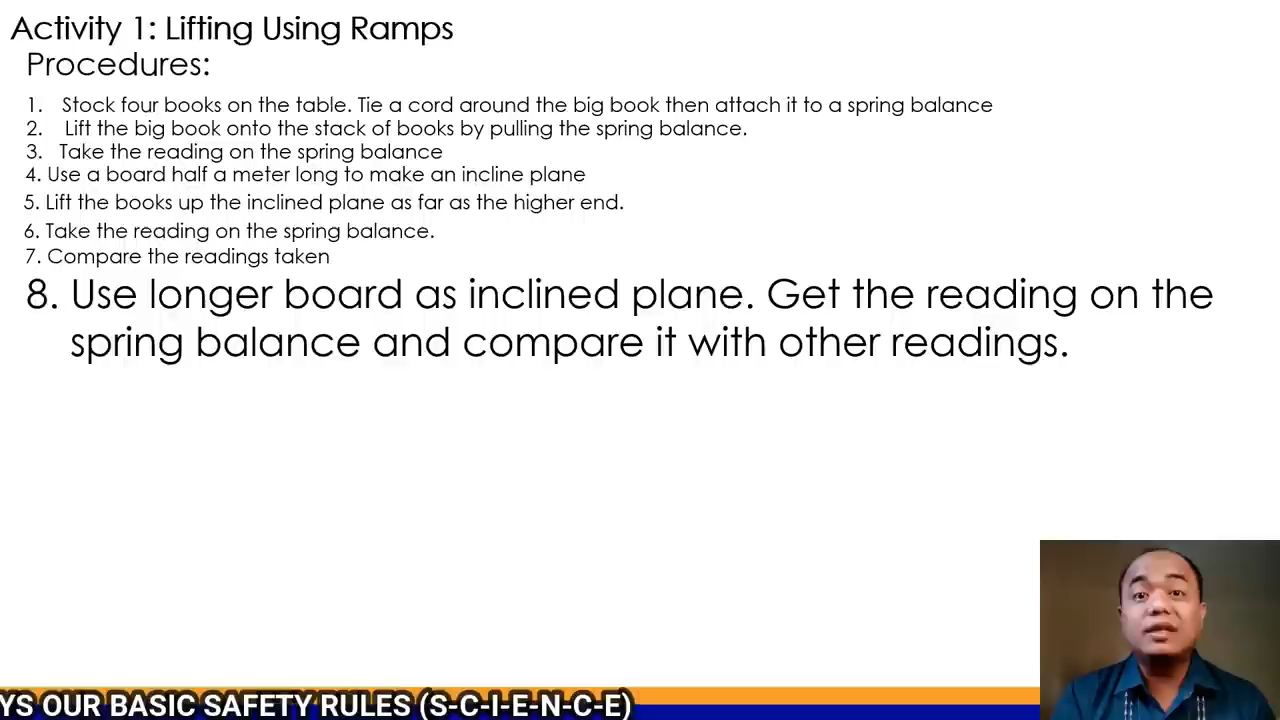 Activity 1: Lifting Using Ramps
Procedures:
1. Stock four books on the table. Tie a cord around the big book then attach it to a spring balance
2. Lift the big book onto the stack of books by pulling the spring balance.
3. Take the reading on the spring balance
4. Use a board half a meter long to make an incline plane
5. Lift the books up the inclined plane as far as the higher end.
6. Take the reading on the spring balance.
7. Compare the readings taken
8. Use longer board as inclined plane. Get the reading on the
spring balance and compare it with other readings.
YS OUR BASIC SAFETY RULES (S-C-I-E-N-C-E)